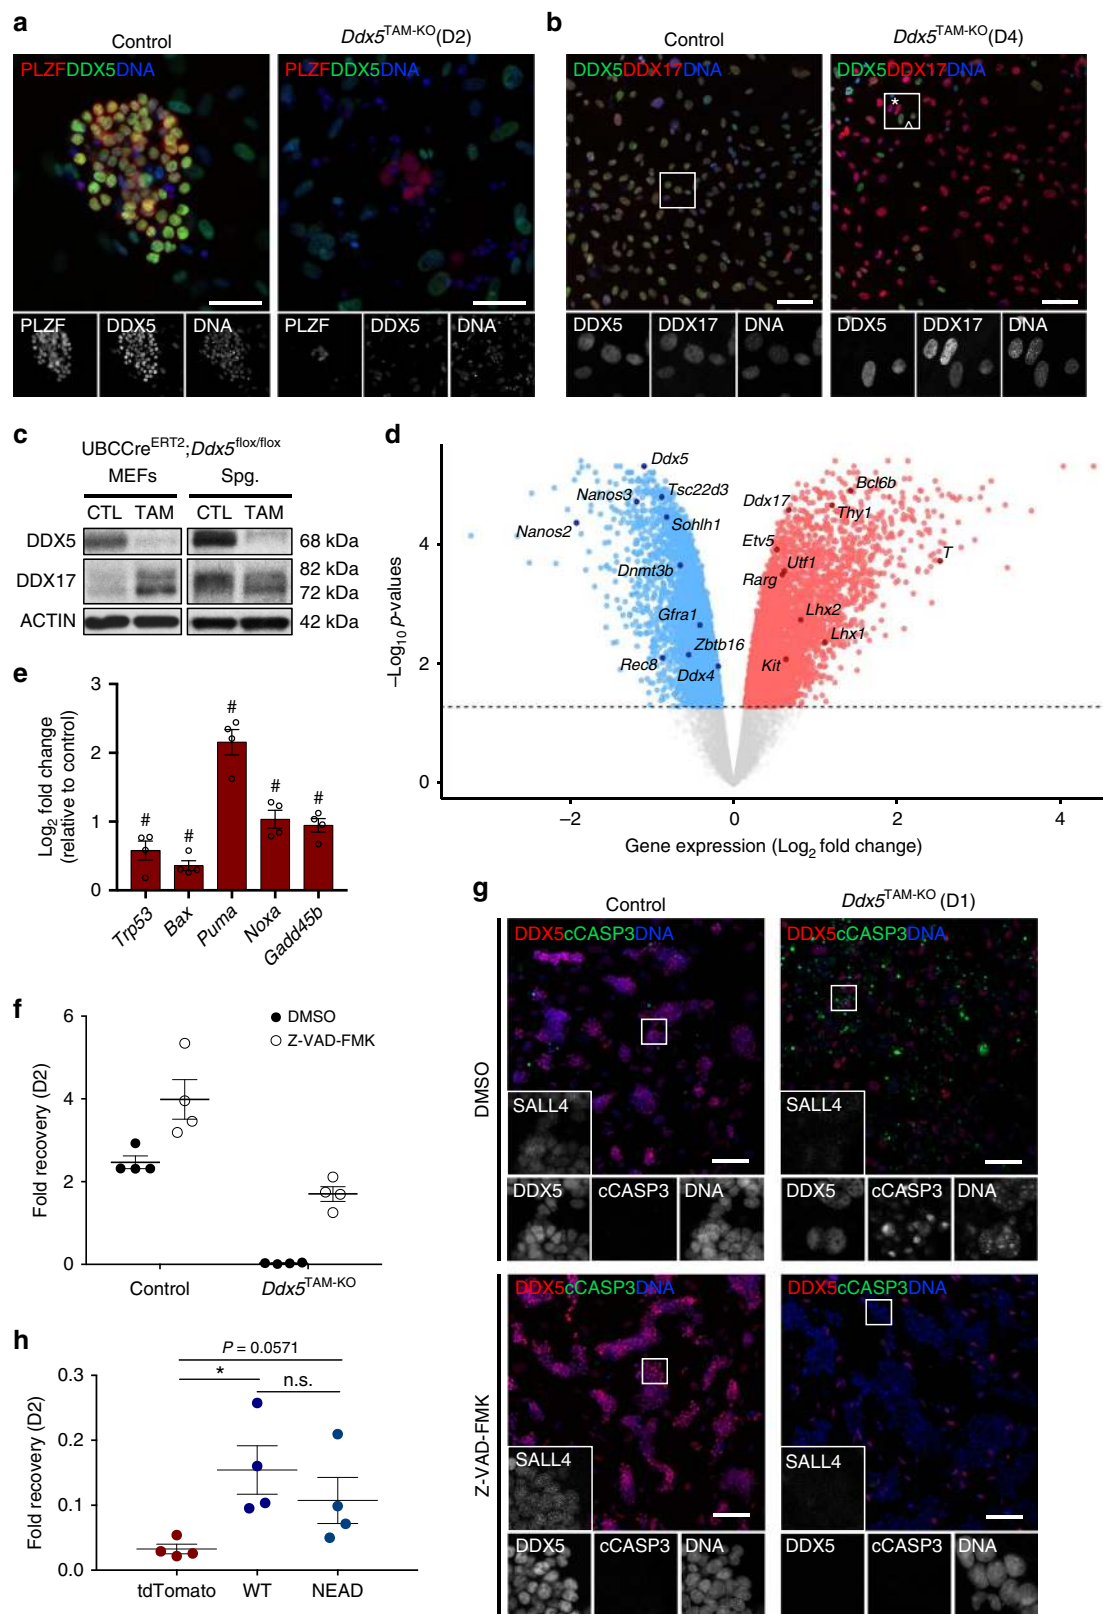 a
Control
Ddx5TAM-KO(D2)
PLZFDDX5DNA
PLZFDDX5DNA
PLZF
DDX5
DNA
PLZF
DDX5
DNA
b
Control
Ddx5TAM-KO(D4)
DDX5DDX17DNA
DDX5DDX17DNA
*
^
DDX5
DDX17
DNA
DDX5
DDX17
DNA
c
UBCCreERT2;Ddx5flox/flox
MEFs
Spg.
CTL TAM
CTL TAM
DDX5
68 kDa
DDX17
82 kDa
72 kDa
ACTIN
42 kDa
d
–Log10 p-values
4
2
0
Ddx5
Nanos3
Tsc22d3
Nanos2
Sohlh1
Dnmt3b
Gfra1
Zbtb16
Rec8
Ddx4
Bcl6b
Ddx17
Thy1
Etv5
Utf1
Rarg
T
Lhx2
Lhx1
Kit
–2
0
2
4
Gene expression (Log2 fold change)
e
Log2 fold change
(relative to control)
3
2
1
0
#
#
#
#
#
Trp53
Bax
Puma
Noxa
Gadd45b
f
Fold recovery (D2)
6
4
2
0
DMSO
Z-VAD-FMK
Control
Ddx5TAM-KO
g
Control
Ddx5TAM-KO (D1)
DMSO
DDX5cCASP3DNA
DDX5cCASP3DNA
SALL4
SALL4
DDX5
cCASP3
DNA
DDX5
cCASP3
DNA
Z-VAD-FMK
DDX5cCASP3DNA
DDX5cCASP3DNA
SALL4
SALL4
DDX5
cCASP3
DNA
DDX5
cCASP3
DNA
h
Fold recovery (D2)
0.3
0.2
0.1
0.0
P = 0.0571
*
n.s.
tdTomato
WT
NEAD